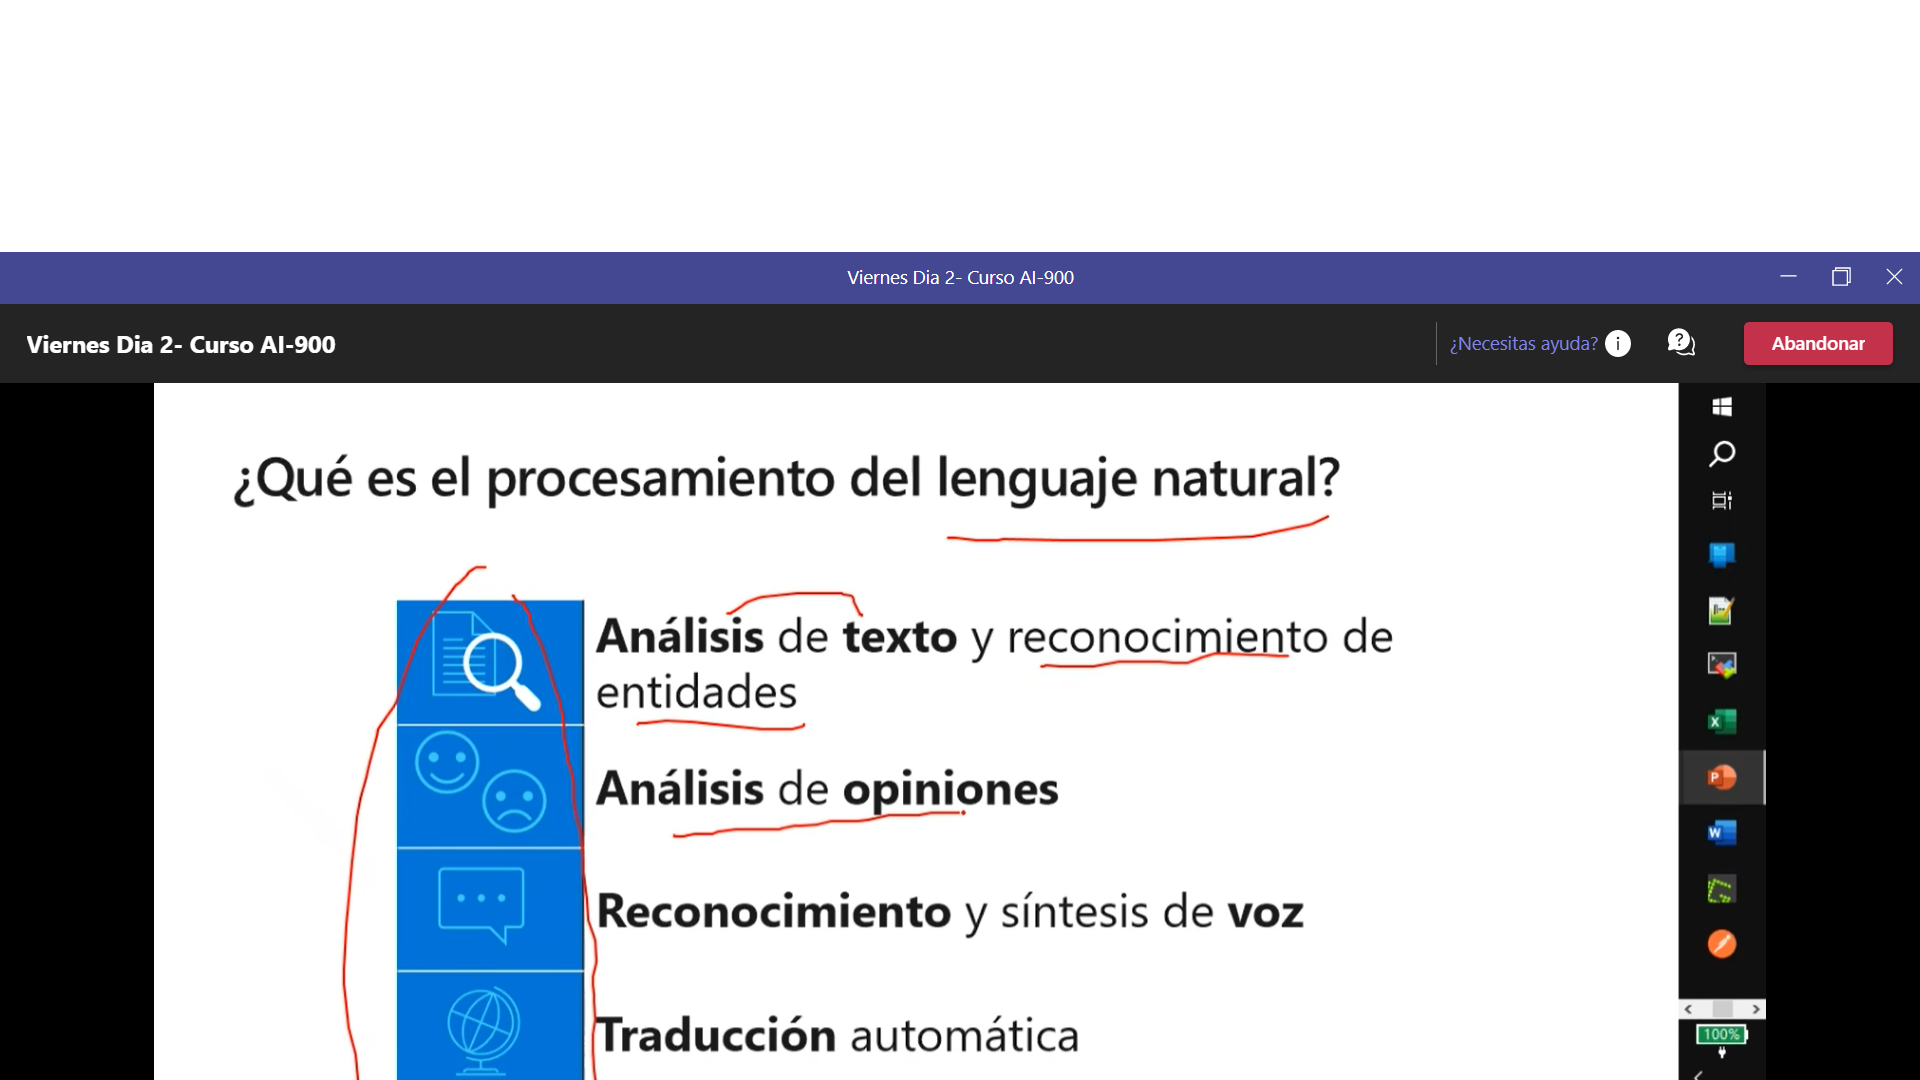 Viernes Dia 2- Curso AI-900
Viernes Dia 2- Curso AI-900
¿Necesitas ayuda?
Abandonar
¿Qué es el procesamiento del lenguaje natural?
Análisis de texto y reconocimiento de
entidades
Análisis de opiniones
Reconocimiento y síntesis de voz
Traducción automática
100%